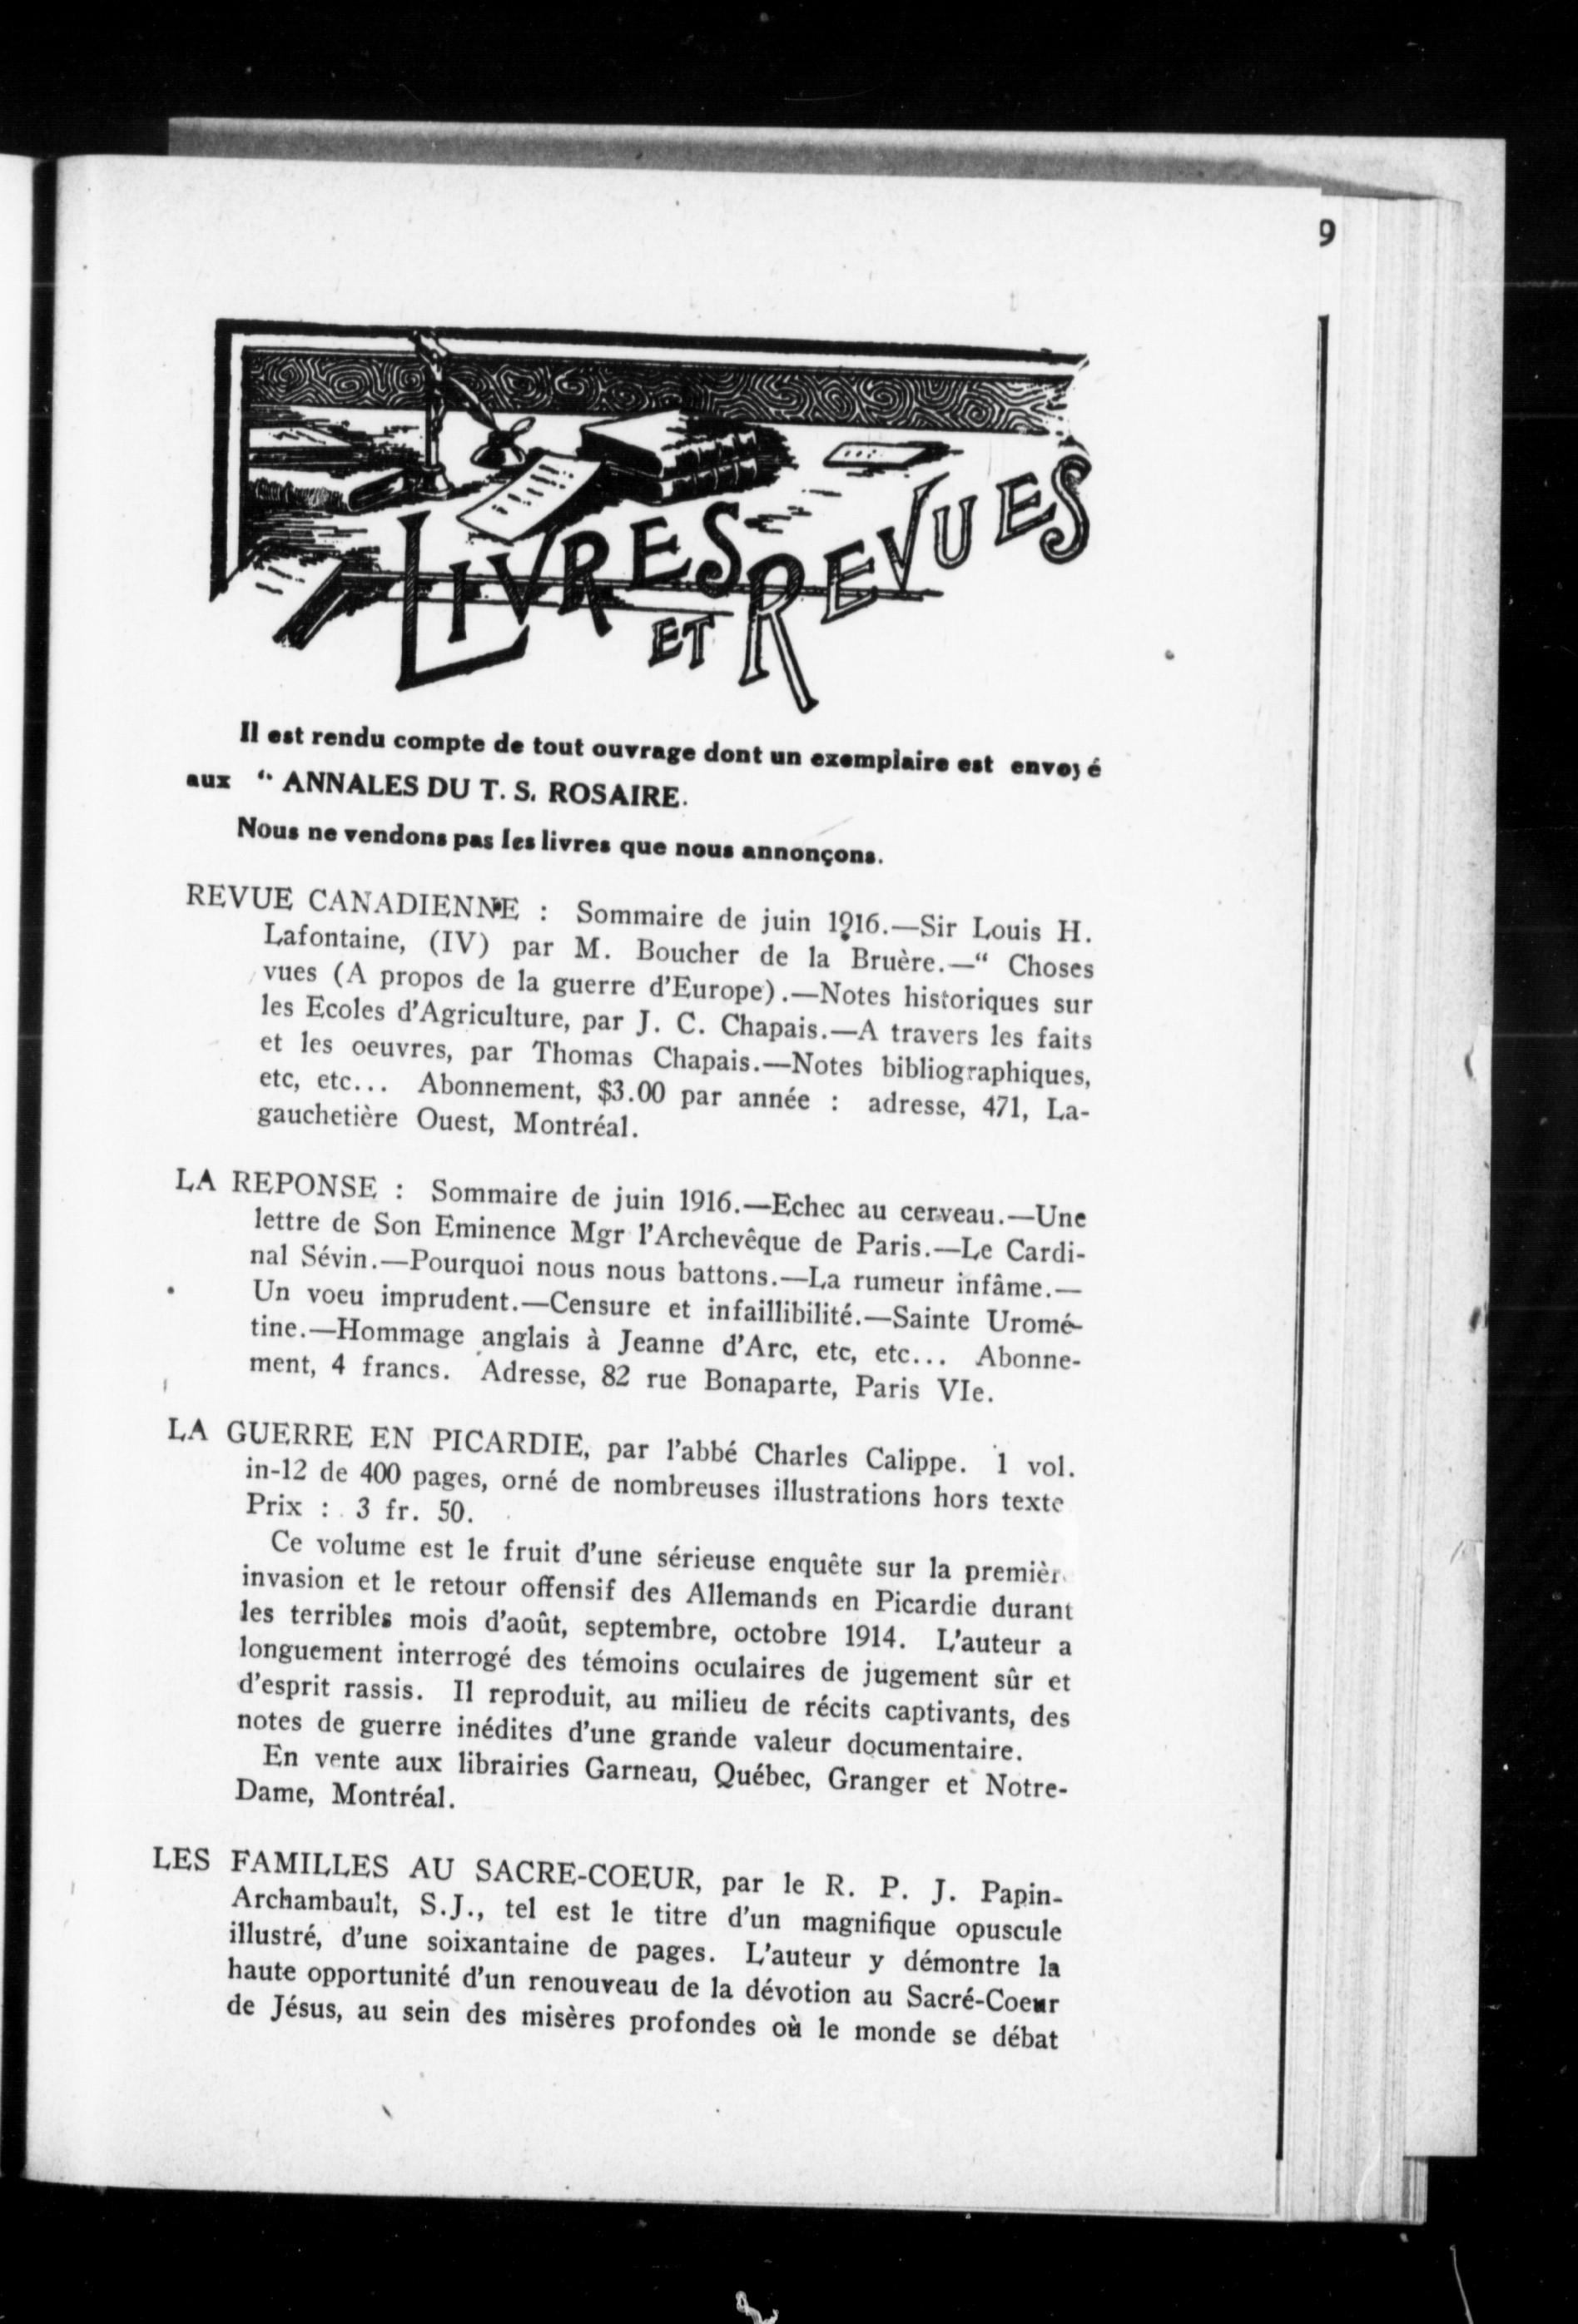 9
LIVRES
ET REVUES
Il est rendu compte de tout ouvrage dont un exemplaire est envoyé
aux “ ANNALES DU T. S. ROSAIRE.
Nous ne vendons pas les livres que nous annonçons.
REVUE CANADIENNE : Sommaire de juin 1916.—Sir Louis H.
Lafontaine, (IV) par M. Boucher de la Bruère.—“ Choses
vues (A propos de la guerre d'Europe).—Notes historiques sur
les Ecoles d'Agriculture, par J. C. Chapais.—A travers les faits
et les oeuvres, par Thomas Chapais.—Notes bibliographiques,
etc, etc... Abonnement, $3.00 par année : adresse, 471, La-
gauchetière Ouest, Montréal.
LA REPONSE : Sommaire de juin 1916.—Echec au cerveau.—Une
lettre de Son Eminence Mgr l'Archevêque de Paris.—Le Cardi-
nal Sévin.—Pourquoi nous nous battons.—La rumeur infâme.—
Un voeu imprudent.—Censure et infaillibilité.—Sainte Uromé-
tine.—Hommage anglais à Jeanne d'Arc, etc, etc... Abonne-
ment, 4 francs. Adresse, 82 rue Bonaparte, Paris VIe.
LA GUERRE EN PICARDIE, par l'abbé Charles Calippe. 1 vol.
in-12 de 400 pages, orné de nombreuses illustrations hors texte
Prix : 3 fr. 50.
Ce volume est le fruit d'une sérieuse enquête sur la première
invasion et le retour offensif des Allemands en Picardie durant
les terribles mois d'août, septembre, octobre 1914. L'auteur a
longuement interrogé des témoins oculaires de jugement sûr et
d'esprit rassis. Il reproduit, au milieu de récits captivants, des
notes de guerre inédites d'une grande valeur documentaire.
En vente aux librairies Garneau, Québec, Granger et Notre-
Dame, Montréal.
LES FAMILLES AU SACRE-COEUR, par le R. P. J. Papin-
Archambault, S.J., tel est le titre d'un magnifique opuscule
illustré, d'une soixantaine de pages. L'auteur y démontre la
haute opportunité d'un renouveau de la dévotion au Sacré-Coeur
de Jésus, au sein des misères profondes où le monde se débat